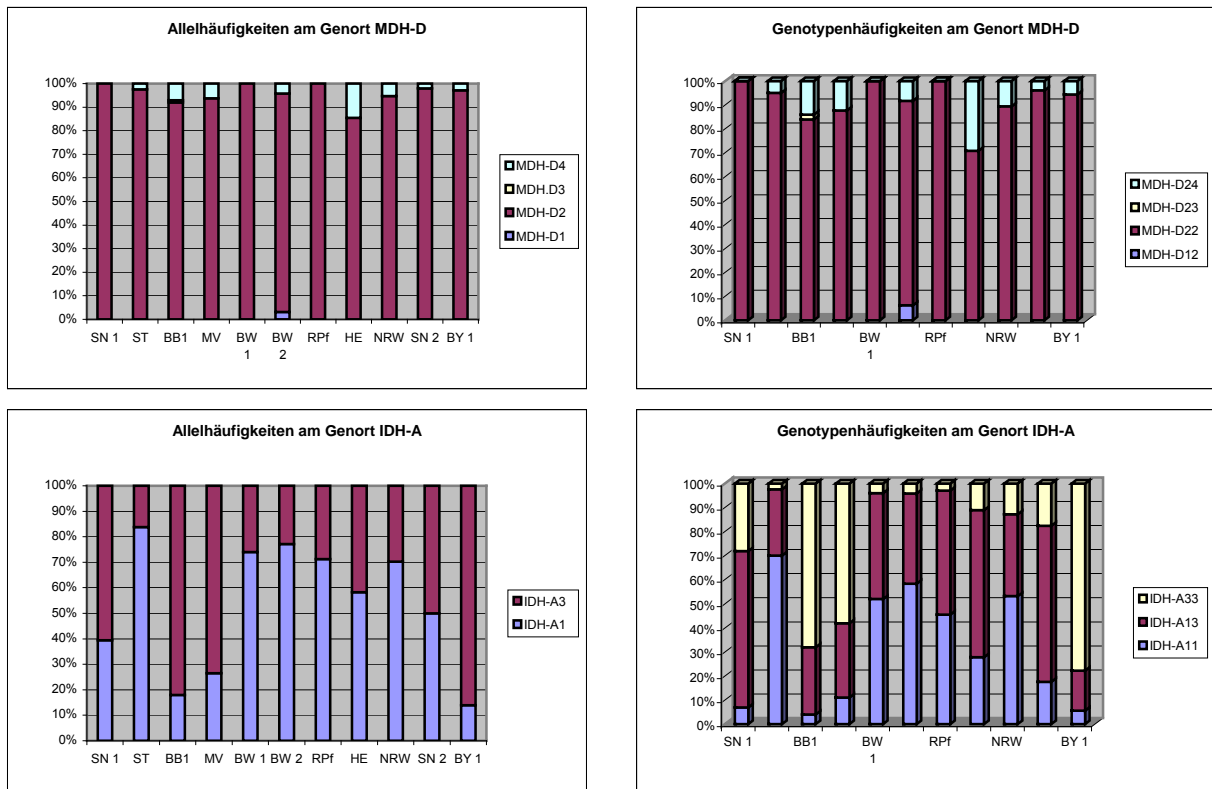 Allelhäufigkeiten am Genort MDH-D
100%
90%
80%
70%
60%
50%
40%
30%
20%
10%
0%
SN 1 ST BB1 MV BW 1 BW 2 RPf HE NRW SN 2 BY 1
MDH-D4
MDH.D3
MDH-D2
MDH-D1
Genotypenhäufigkeiten am Genort MDH-D
100%
90%
80%
70%
60%
50%
40%
30%
20%
10%
0%
SN 1 BB1 BW 1 RPf NRW BY 1
MDH-D24
MDH-D23
MDH-D22
MDH-D12
Allelhäufigkeiten am Genort IDH-A
100%
90%
80%
70%
60%
50%
40%
30%
20%
10%
0%
SN 1 ST BB1 MV BW 1 BW 2 RPf HE NRW SN 2 BY 1
IDH-A3
IDH-A1
Genotypenhäufigkeiten am Genort IDH-A
100%
90%
80%
70%
60%
50%
40%
30%
20%
10%
0%
SN 1 BB1 BW 1 RPf NRW BY 1
IDH-A33
IDH-A13
IDH-A11